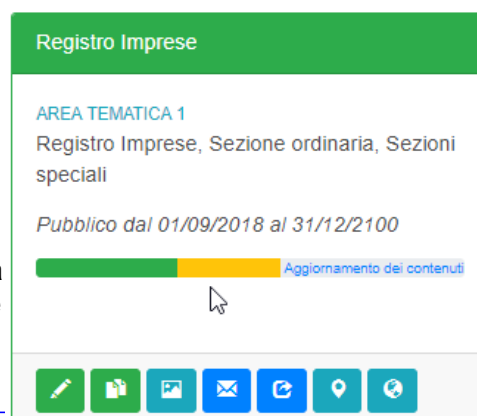 Registro Imprese
AREA TEMATICA 1
Registro Imprese, Sezione ordinaria, Sezioni
speciali
Pubblico dal 01/09/2018 al 31/12/2100
Aggiornamento dei contenuti